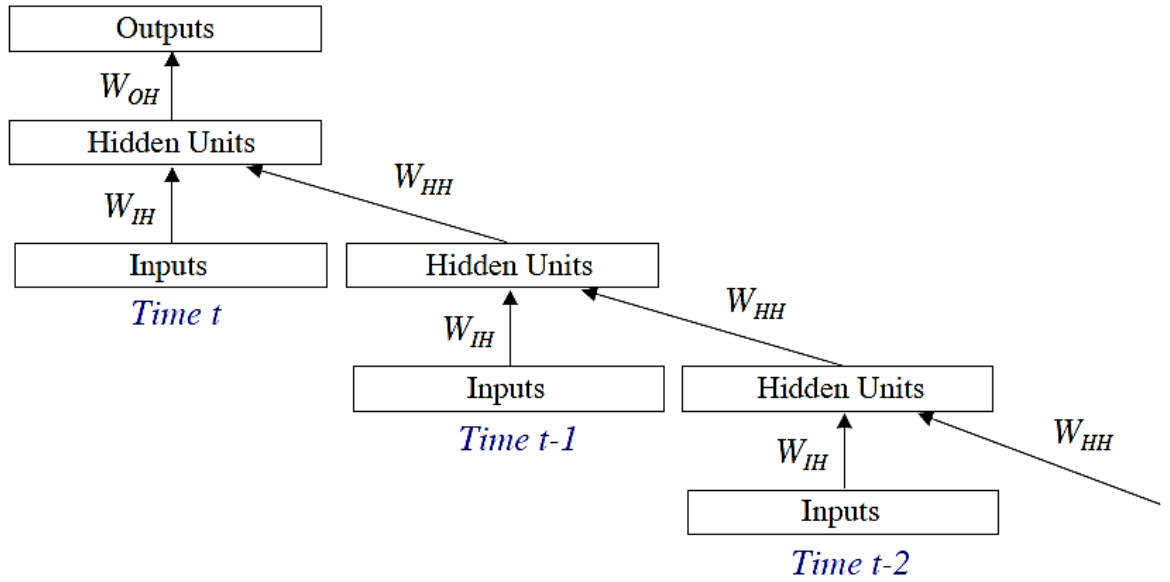 Outputs
W_OH
Hidden Units
W_IH
W_HH
Inputs
Time t
Hidden Units
W_IH
W_HH
Inputs
Time t-1
Hidden Units
W_IH
W_HH
Inputs
Time t-2